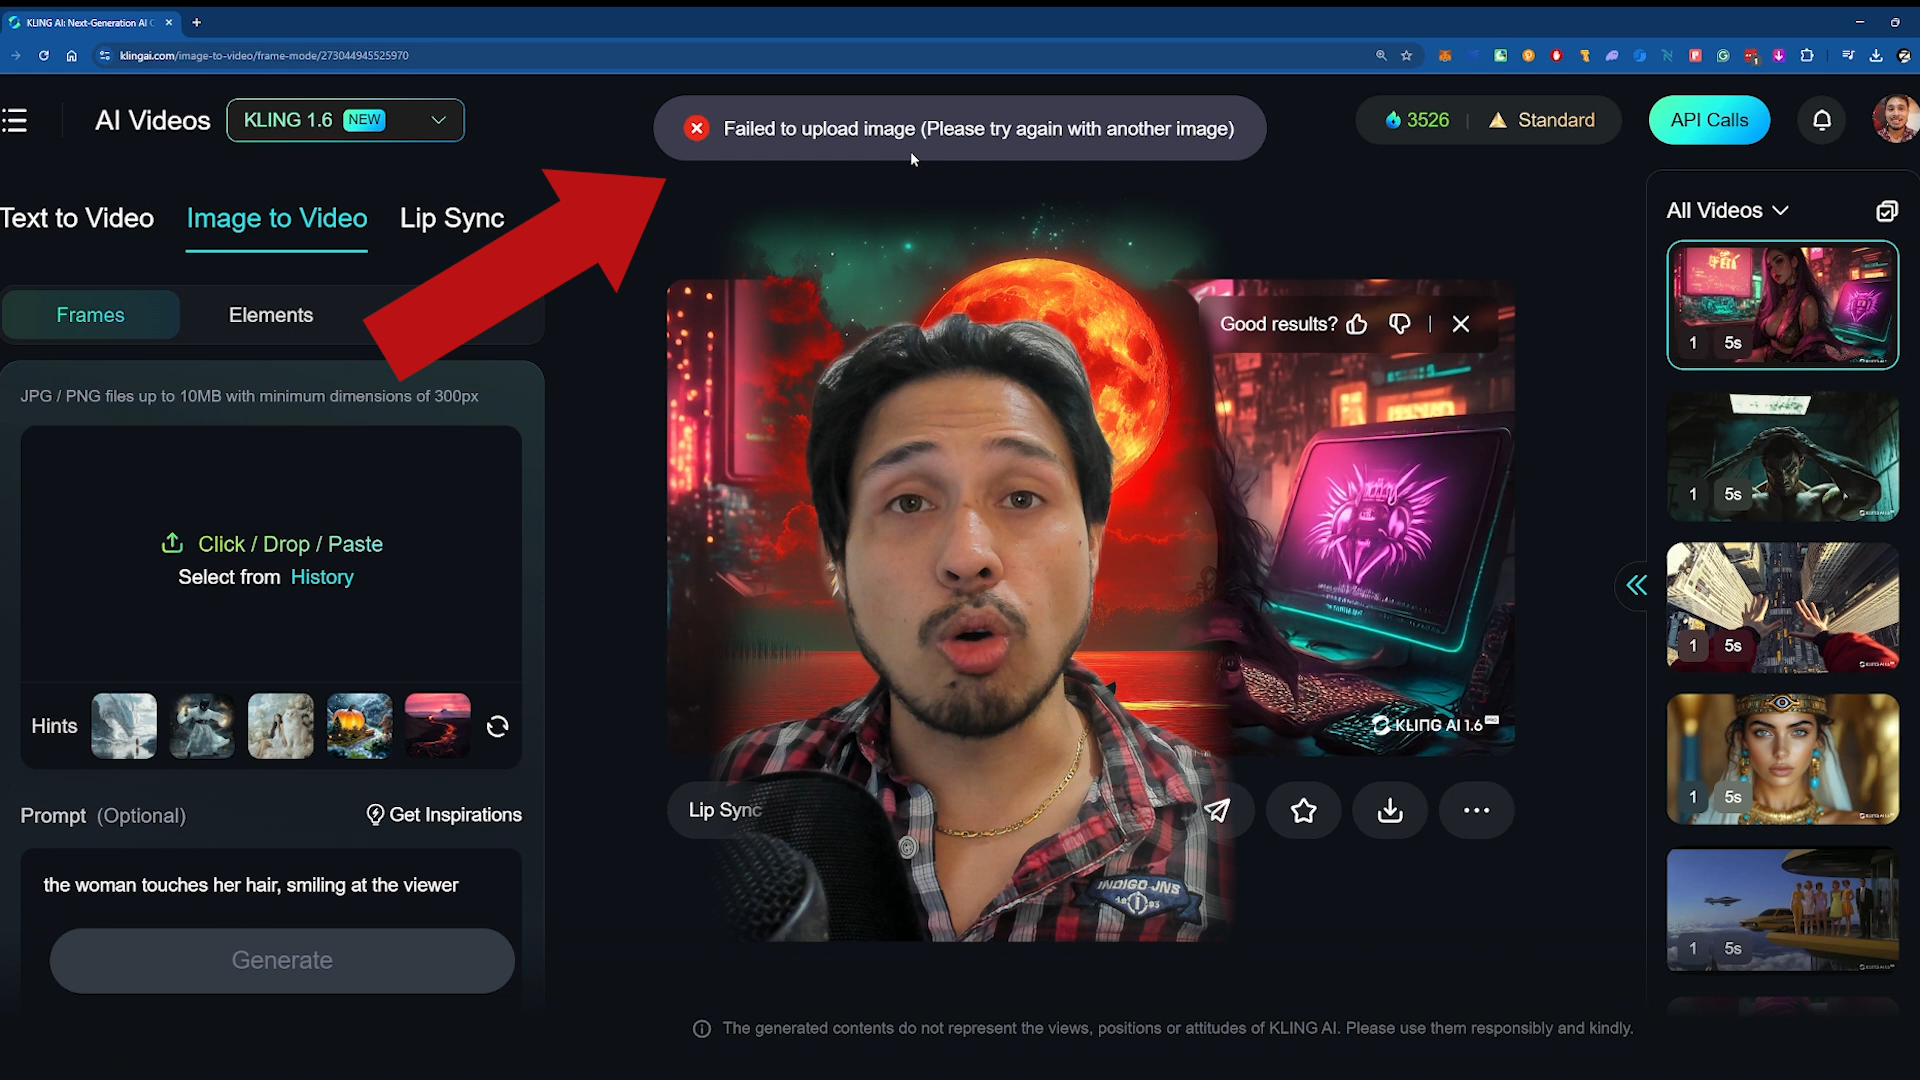 KLING AI: Next-Generation AI C
klingai.com/image-to-video/frame-mode/273044945525970
AI Videos
KLING 1.6 NEW
Failed to upload image (Please try again with another image)
3526 | Standard
API Calls
Text to Video
Image to Video
Lip Sync
All Videos
Frames
Elements
Good results?
1 5s
JPG / PNG files up to 10MB with minimum dimensions of 300px
Click / Drop / Paste
Select from History
1 5s
1 5s
Hints
KLING AI 1.6 PRO
Prompt (Optional)
Get Inspirations
Lip Sync
1 5s
the woman touches her hair, smiling at the viewer
INDIGO JNS
Generate
1 5s
The generated contents do not represent the views, positions or attitudes of KLING AI. Please use them responsibly and kindly.